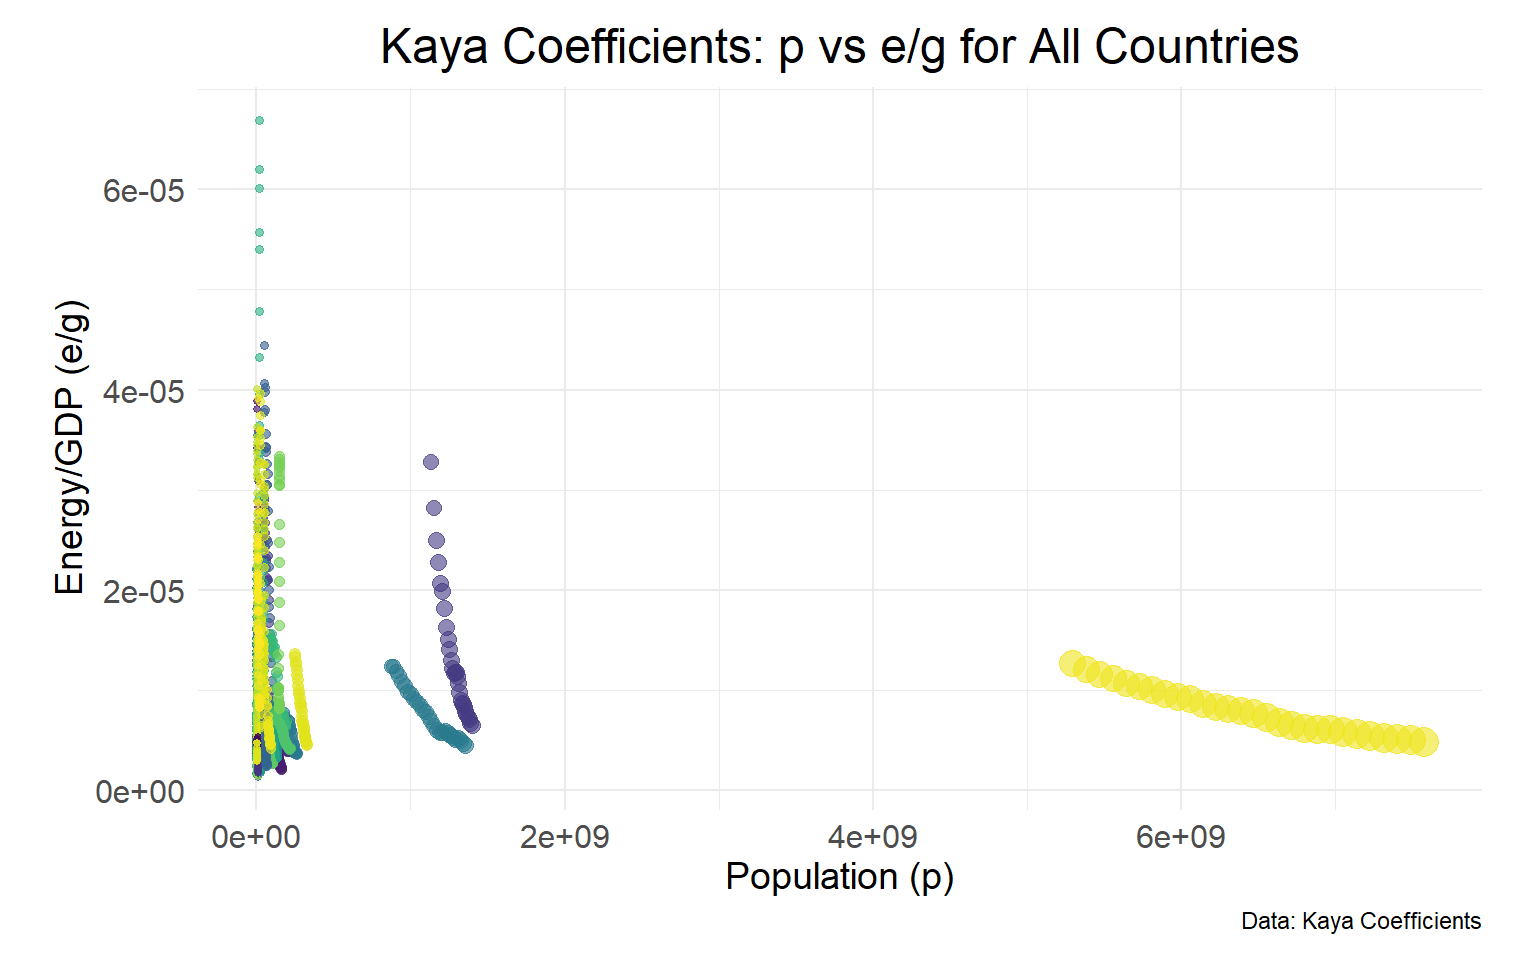 Kaya Coefficients: p vs e/g for All Countries
Energy/GDP (e/g)
6e-05
4e-05
2e-05
0e+00
0e+00 2e+09 4e+09 6e+09
Population (p)
Data: Kaya Coefficients